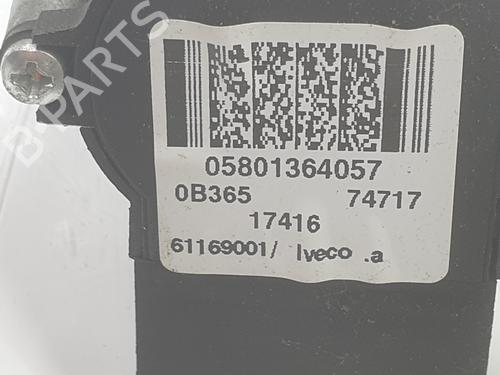 B-PARTS
05801364057
0B365 74717
17416
61169001/ Iveco .a